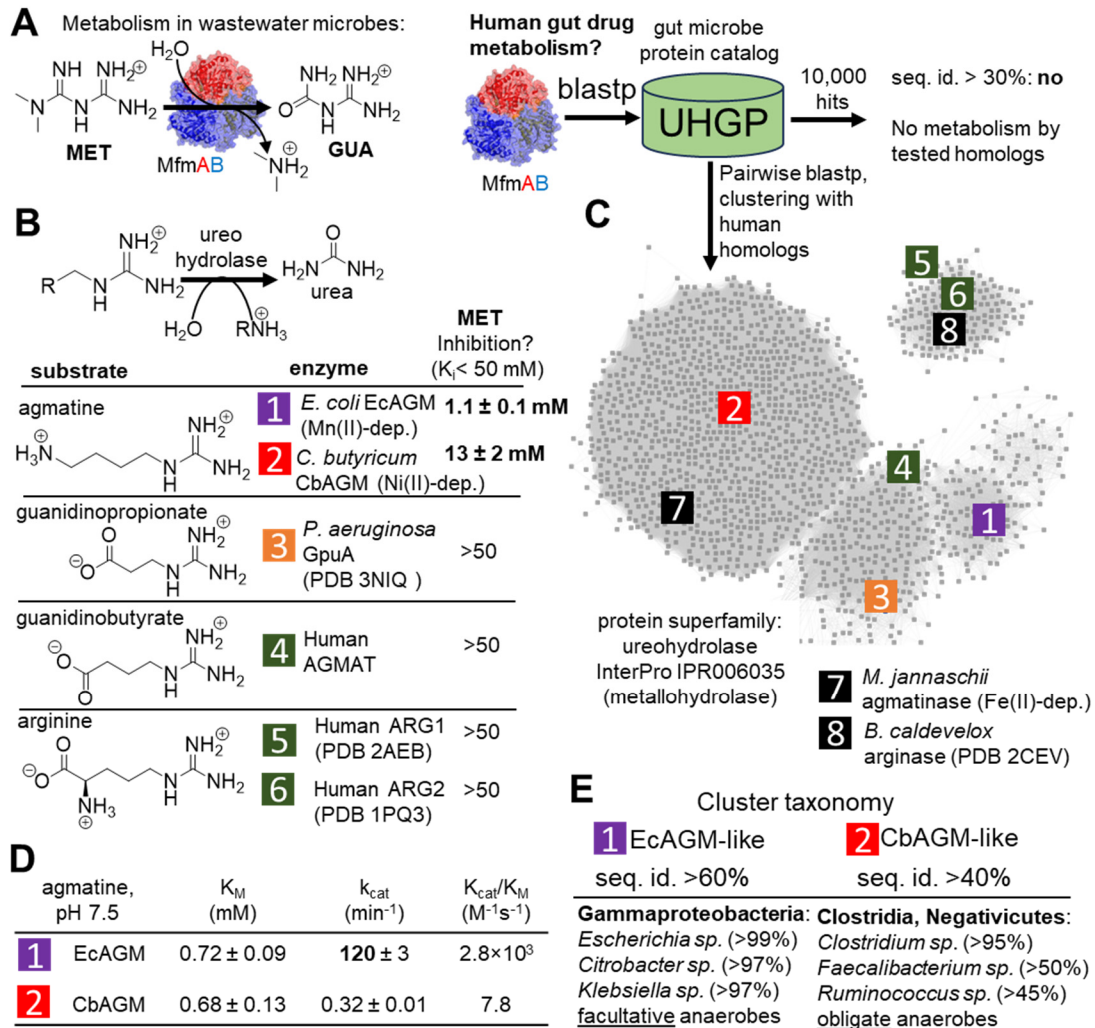 A
Metabolism in wastewater microbes:
H2O
NH NH2⊕
N N NH2
H
MET
MfmAB
NH2 NH2⊕
O N NH2
H
GUA
NH2⊕
Human gut drug
metabolism?
blastp
MfmAB
gut microbe
protein catalog
UHGP
10,000
hits
seq. id. > 30%: no
No metabolism by
tested homologs
Pairwise blastp,
clustering with
human
homologs
B
NH2⊕
R N NH2
H
ureo
hydrolase
H2O RNH3⊕
O
H2N NH2
urea
MET
Inhibition?
(Ki< 50 mM)
substrate enzyme
agmatine
H3N⊕ N NH2
H
NH2⊕
1 E. coli EcAGM
(Mn(II)-dep.)
1.1 ± 0.1 mM
2 C. butyricum
CbAGM (Ni(II)-dep.)
13 ± 2 mM
guanidinopropionate
O NH2⊕
⊖O N NH2
H
3 P. aeruginosa
GpuA
(PDB 3NIQ )
>50
guanidinobutyrate
NH2⊕
⊖O N NH2
O H
4 Human
AGMAT
>50
arginine
O NH2⊕
⊖O N NH2
NH3 H
⊕
5 Human ARG1
(PDB 2AEB)
>50
6 Human ARG2
(PDB 1PQ3)
>50
C
5
6
8
2
7
4
1
3
protein superfamily:
ureohydrolase
InterPro IPR006035
(metallohydrolase)
7 M. jannaschii
agmatinase (Fe(II)-dep.)
8 B. caldevelox
arginase (PDB 2CEV)
D
agmatine,
pH 7.5
KM
(mM)
kcat
(min-1)
Kcat/KM
(M-1s-1)
1 EcAGM 0.72 ± 0.09 120 ± 3 2.8×10³
2 CbAGM 0.68 ± 0.13 0.32 ± 0.01 7.8
E
Cluster taxonomy
1 EcAGM-like
seq. id. >60%
2 CbAGM-like
seq. id. >40%
Gammaproteobacteria:
Escherichia sp. (>99%)
Citrobacter sp. (>97%)
Klebsiella sp. (>97%)
facultative anaerobes
Clostridia, Negativicutes:
Clostridium sp. (>95%)
Faecalibacterium sp. (>50%)
Ruminococcus sp. (>45%)
obligate anaerobes